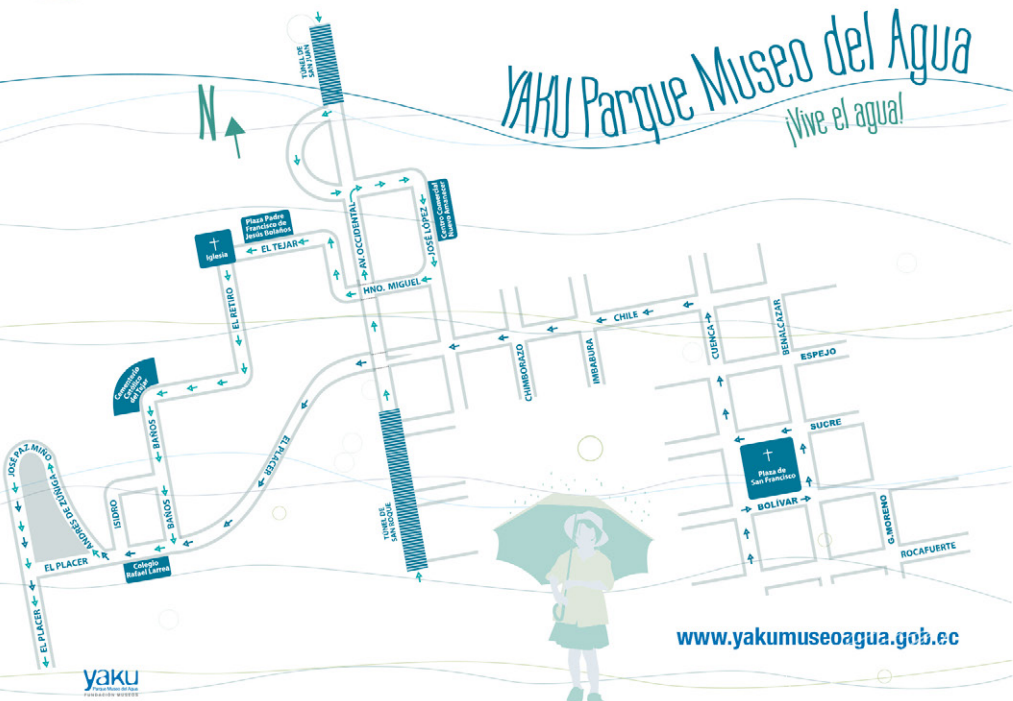 YAKU Parque Museo del Agua
¡Vive el agua!
N
TÚNEL DE
SAN JUAN
Plaza Padre
Francisco de
Jesús Bolaños
Iglesia
EL TEJAR
AV. OCCIDENTAL
JOSÉ LÓPEZ
Centro Comercial
Nuevo Amanecer
HNO. MIGUEL
EL RETIRO
CHILE
CUENCA
BENALCAZAR
ESPEJO
CHIMBORAZO
IMBABURA
Cementerio
Católico
del Tejar
BAÑOS
EL PLACER
SUCRE
Plaza de
San Francisco
BOLÍVAR
G.MORENO
ROCAFUERTE
JOSÉ PAZ MIÑO
ANDRÉS DE ZUÑIGA
ISIDRO
BAÑOS
TÚNEL DE
SAN ROQUE
EL PLACER
Colegio
Rafael Larrea
EL PLACER
www.yakumuseoagua.gob.ec
yaku
Parque Museo del Agua
FUNDACIÓN MUSEOS